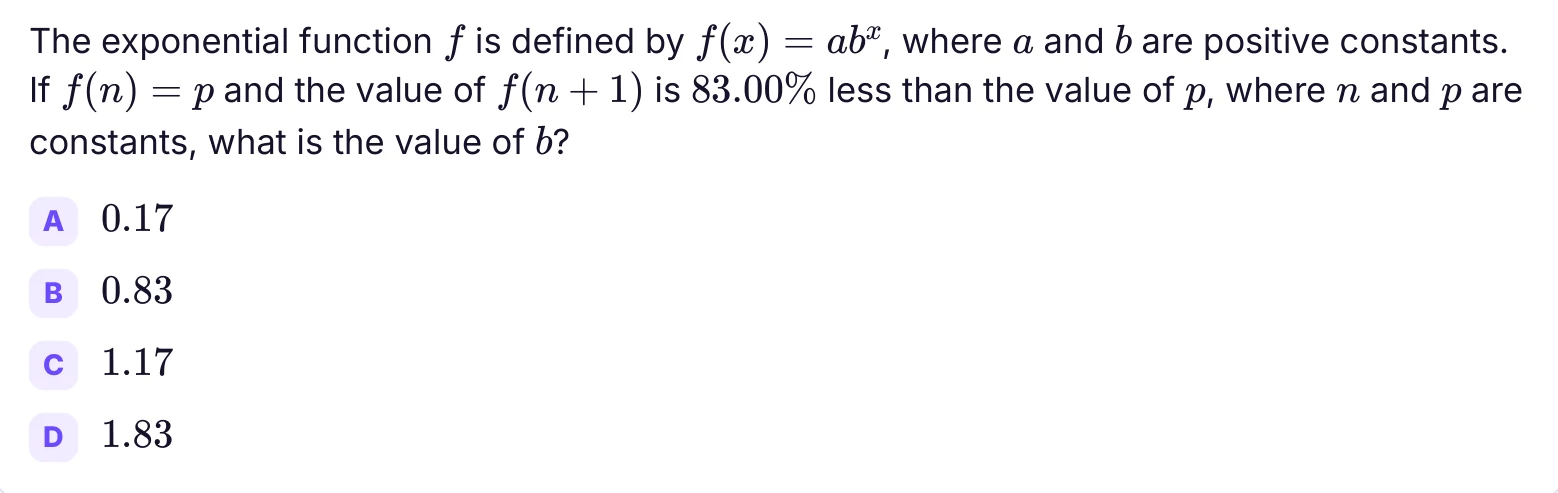 The exponential function f is defined by f(x) = abˣ, where a and b are positive constants.
If f(n) = p and the value of f(n + 1) is 83.00% less than the value of p, where n and p are
constants, what is the value of b?
A 0.17
B 0.83
C 1.17
D 1.83